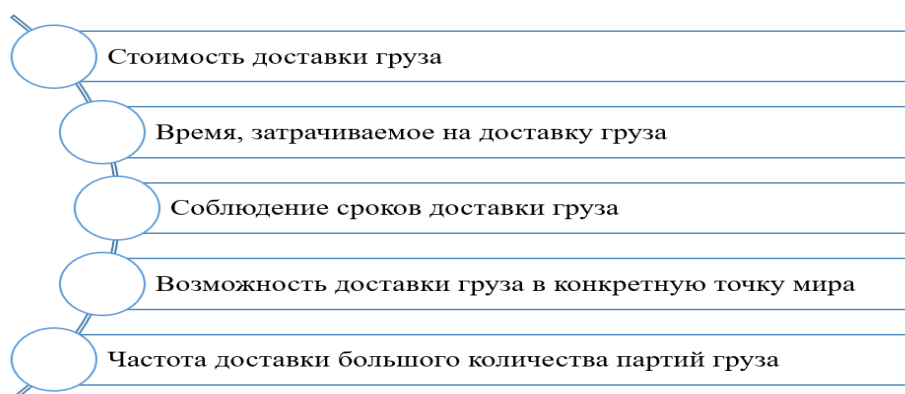 Стоимость доставки груза
Время, затрачиваемое на доставку груза
Соблюдение сроков доставки груза
Возможность доставки груза в конкретную точку мира
Частота доставки большого количества партий груза